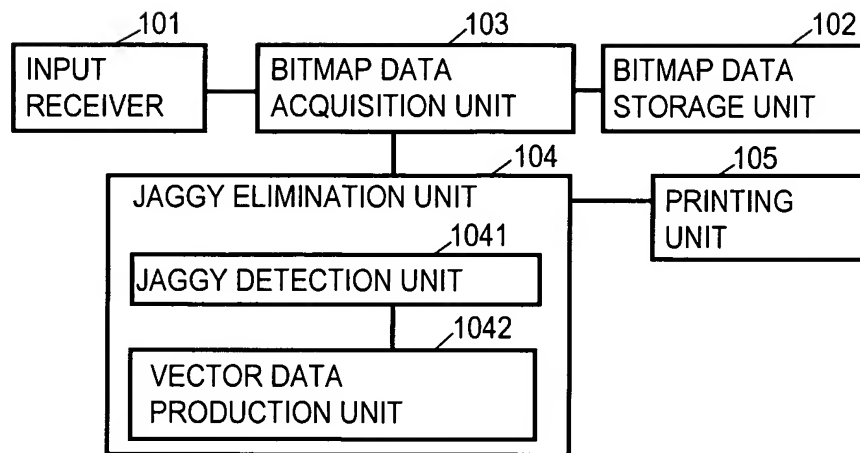 101
INPUT
RECEIVER
103
BITMAP DATA
ACQUISITION UNIT
102
BITMAP DATA
STORAGE UNIT
104
JAGGY ELIMINATION UNIT
1041
JAGGY DETECTION UNIT
1042
VECTOR DATA
PRODUCTION UNIT
105
PRINTING
UNIT